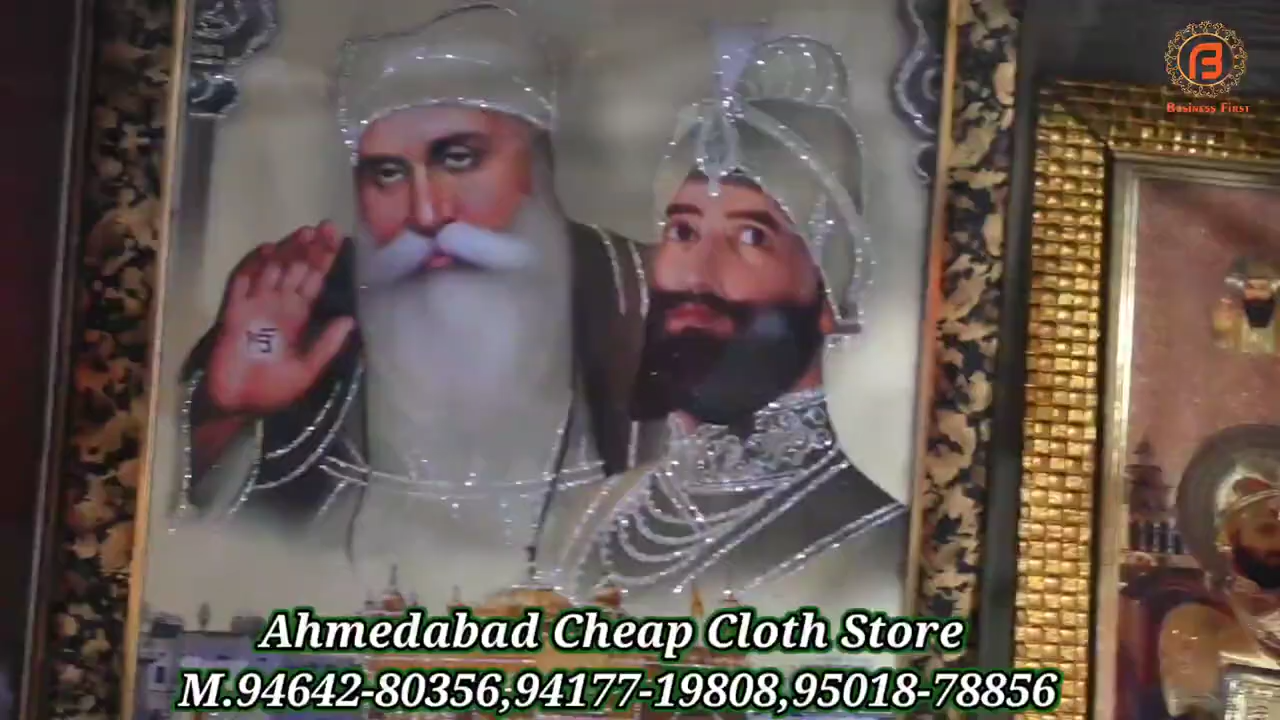 BUSINESS FIRST
ੴ
Ahmedabad Cheap Cloth Store
M.94642-80356,94177-19808,95018-78856